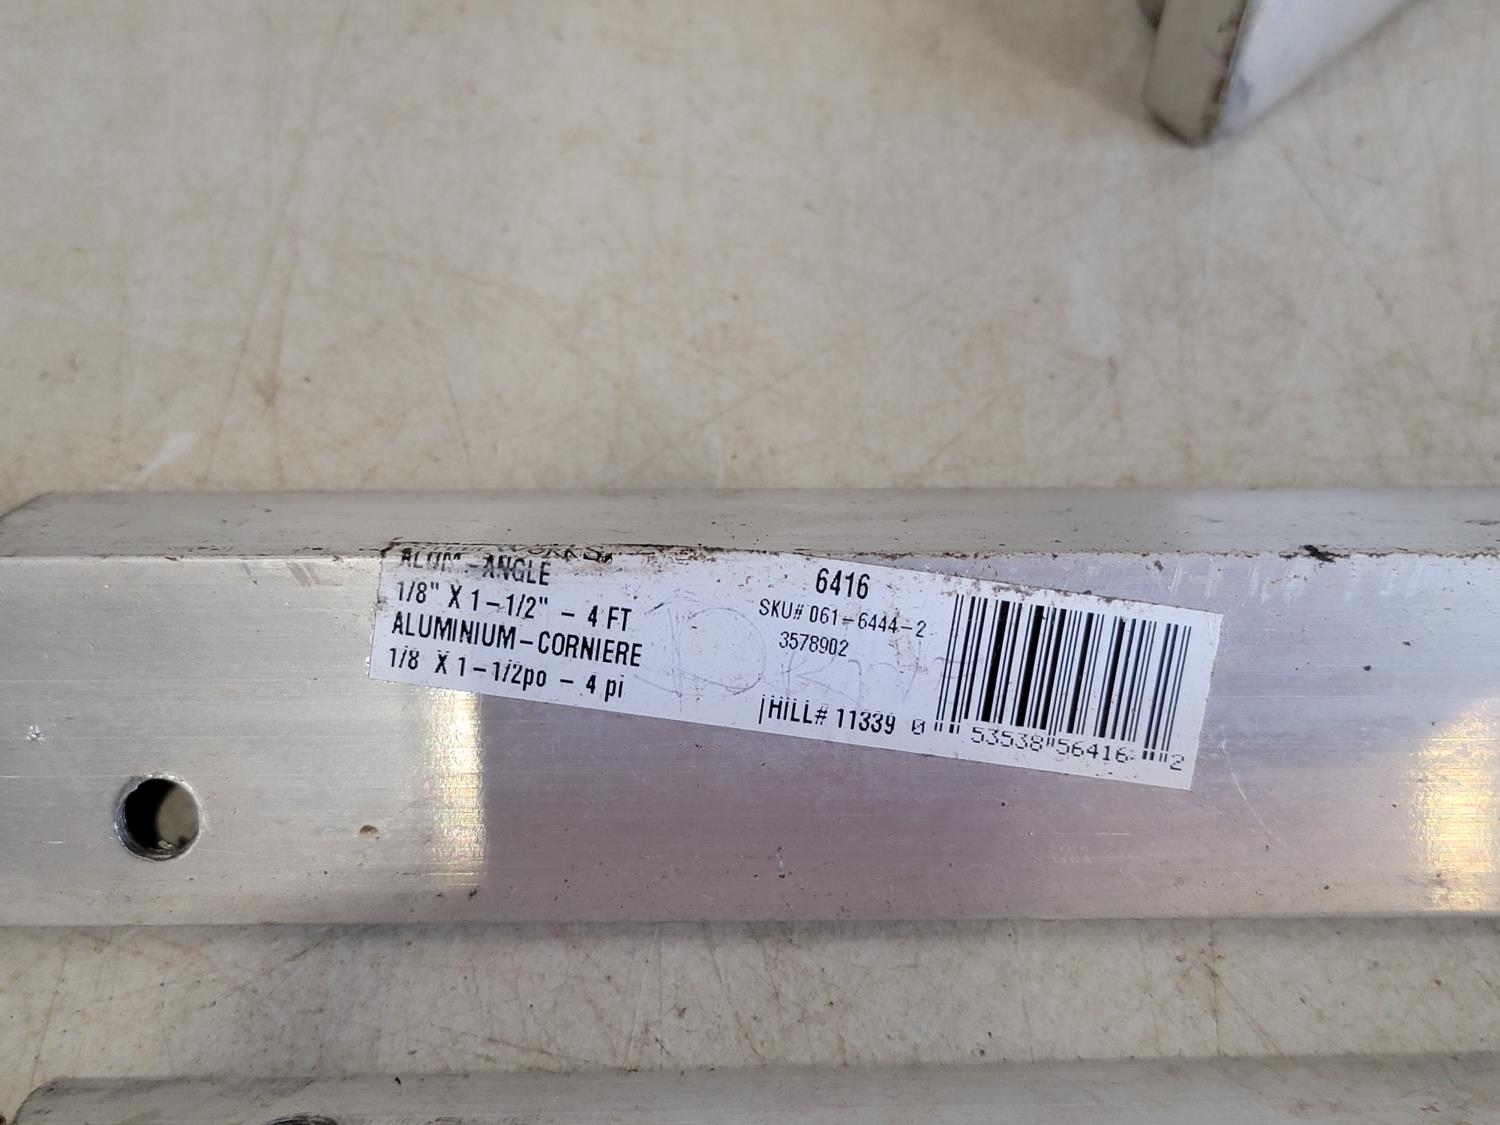 ALUM-ANGLE
1/8" X 1-1/2" - 4 FT
ALUMINIUM-CORNIERE
1/8 X 1-1/2po - 4 pi
6416
SKU# 061-6444-2
3578902
HILL# 11339
0 53538 56416 2